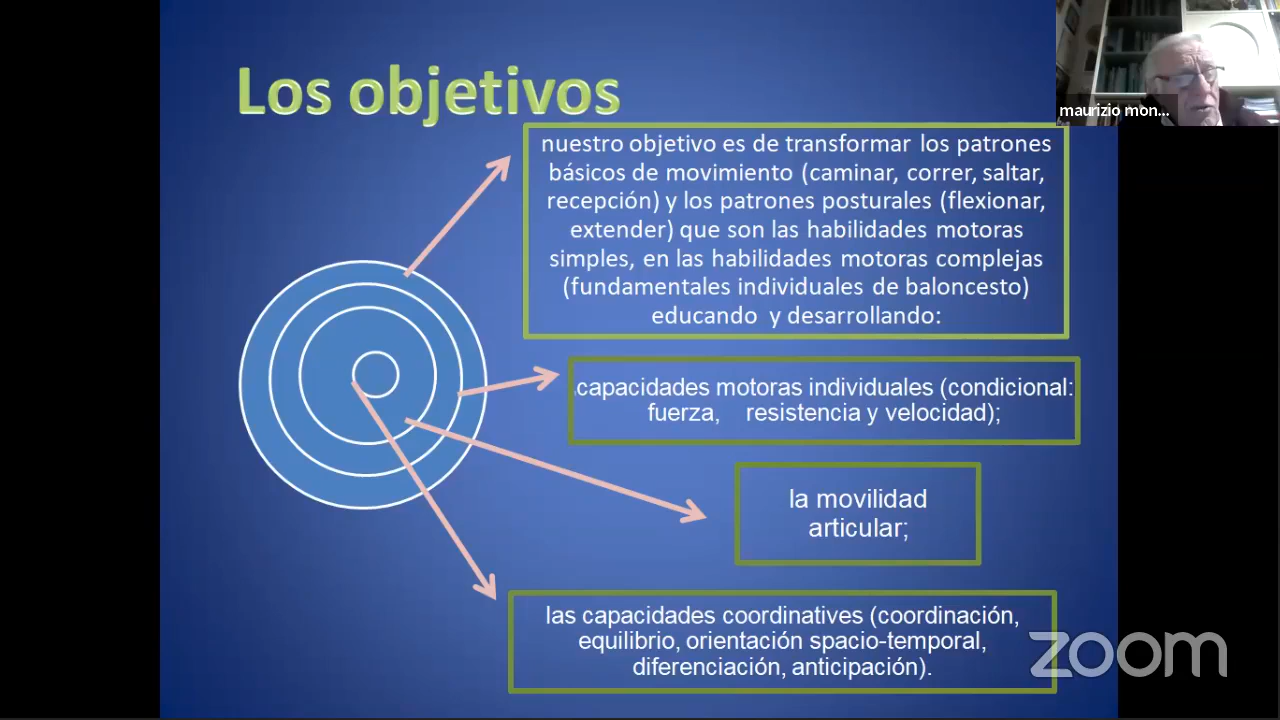 Los objetivos
maurizio mon...
nuestro objetivo es de transformar los patrones
básicos de movimiento (caminar, correr, saltar,
recepción) y los patrones posturales (flexionar,
extender) que son las habilidades motoras
simples, en las habilidades motoras complejas
(fundamentales individuales de baloncesto)
educando y desarrollando:
.capacidades motoras individuales (condicional:
fuerza, resistencia y velocidad);
la movilidad
articular;
las capacidades coordinatives (coordinación,
equilibrio, orientación spacio-temporal,
diferenciación, anticipación).
zoom